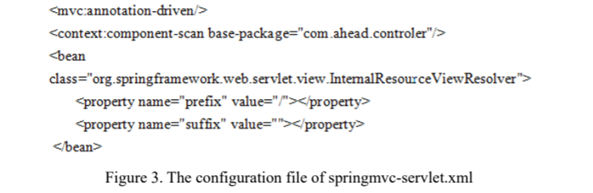 <mvc:annotation-driven/>
<context:component-scan base-package="com.ahead.controler"/>
<bean
class="org.springframework.web.servlet.view.InternalResourceViewResolver">
<property name="prefix" value="/"></property>
<property name="suffix" value=""></property>
</bean>
Figure 3. The configuration file of springmvc-servlet.xml